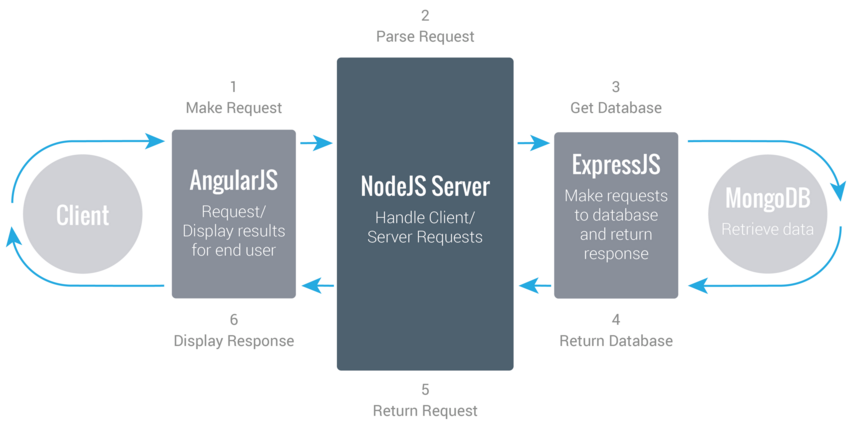 2
Parse Request
1
Make Request
3
Get Database
Client
AngularJS
Request/
Display results
for end user
NodeJS Server
Handle Client/
Server Requests
ExpressJS
Make requests
to database
and return
response
MongoDB
Retrieve data
6
Display Response
4
Return Database
5
Return Request